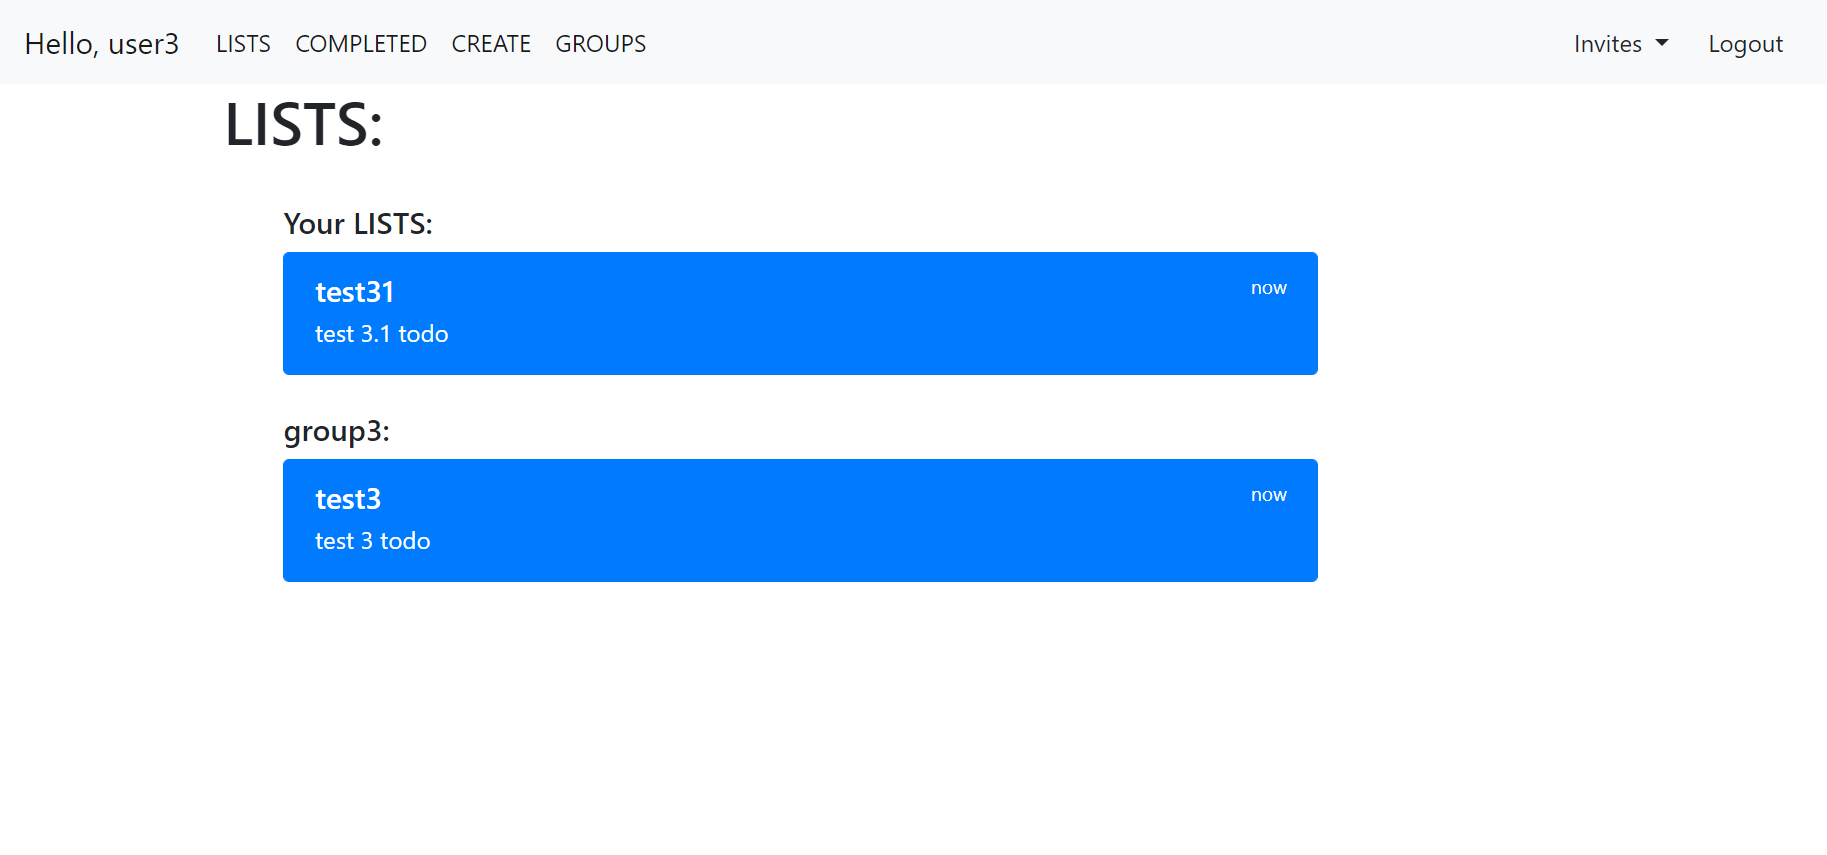 Hello, user3 LISTS COMPLETED CREATE GROUPS Invites Logout
LISTS:
Your LISTS:
test31 now
test 3.1 todo
group3:
test3 now
test 3 todo